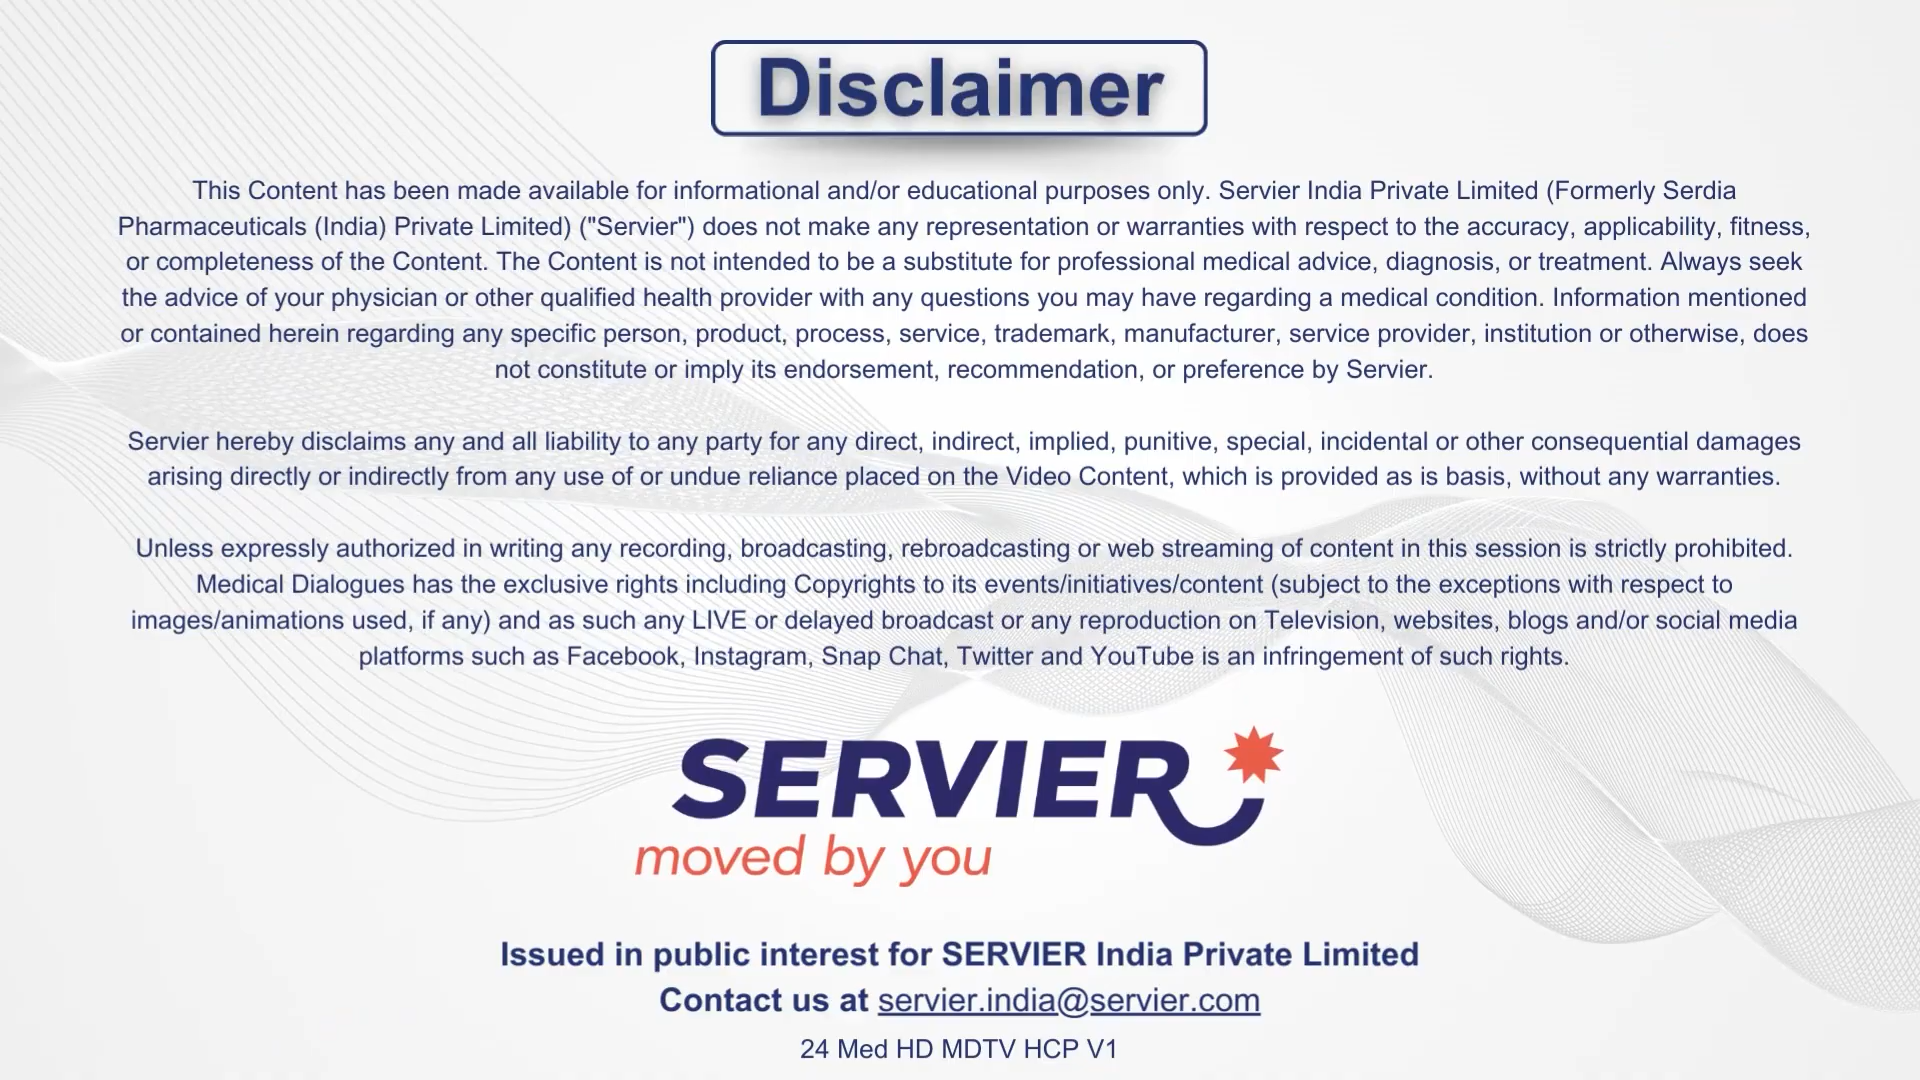 Disclaimer
This Content has been made available for informational and/or educational purposes only. Servier India Private Limited (Formerly Serdia
Pharmaceuticals (India) Private Limited) ("Servier") does not make any representation or warranties with respect to the accuracy, applicability, fitness,
or completeness of the Content. The Content is not intended to be a substitute for professional medical advice, diagnosis, or treatment. Always seek
the advice of your physician or other qualified health provider with any questions you may have regarding a medical condition. Information mentioned
or contained herein regarding any specific person, product, process, service, trademark, manufacturer, service provider, institution or otherwise, does
not constitute or imply its endorsement, recommendation, or preference by Servier.
Servier hereby disclaims any and all liability to any party for any direct, indirect, implied, punitive, special, incidental or other consequential damages
arising directly or indirectly from any use of or undue reliance placed on the Video Content, which is provided as is basis, without any warranties.
Unless expressly authorized in writing any recording, broadcasting, rebroadcasting or web streaming of content in this session is strictly prohibited.
Medical Dialogues has the exclusive rights including Copyrights to its events/initiatives/content (subject to the exceptions with respect to
images/animations used, if any) and as such any LIVE or delayed broadcast or any reproduction on Television, websites, blogs and/or social media
platforms such as Facebook, Instagram, Snap Chat, Twitter and YouTube is an infringement of such rights.
SERVIER
moved by you
Issued in public interest for SERVIER India Private Limited
Contact us at servier.india@servier.com
24 Med HD MDTV HCP V1